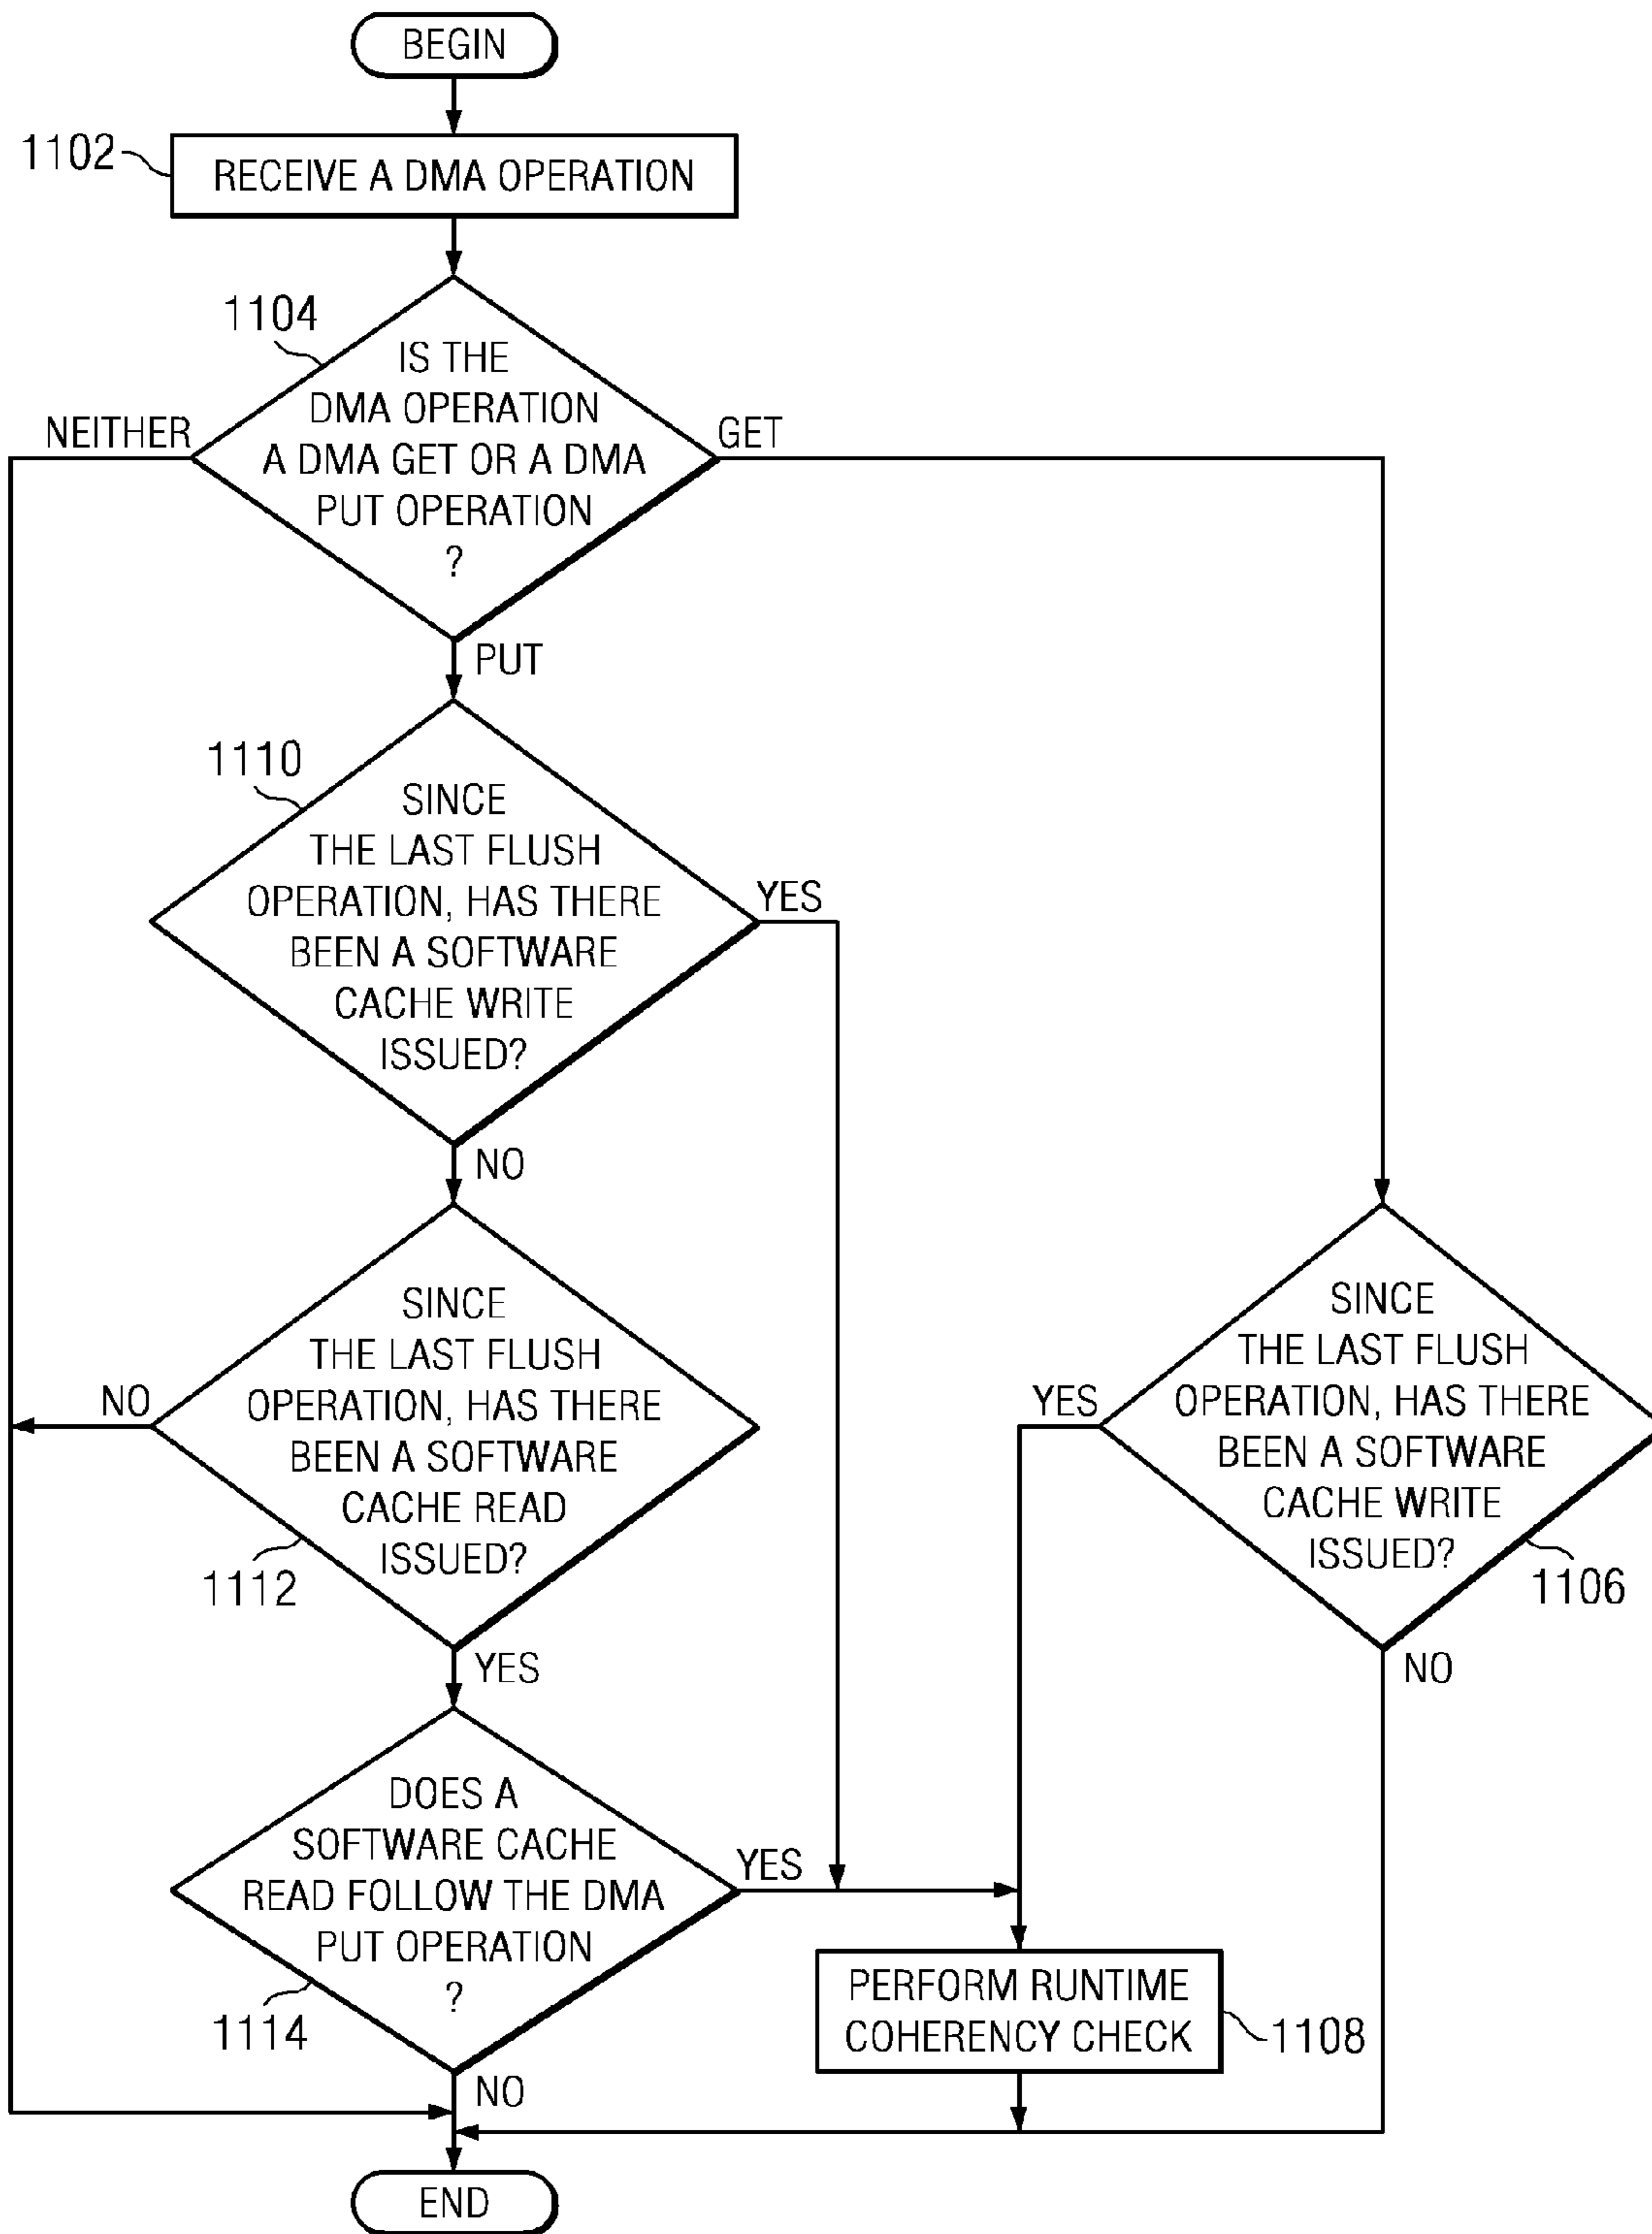 BEGIN
1102
RECEIVE A DMA OPERATION
1104
IS THE
DMA OPERATION
A DMA GET OR A DMA
PUT OPERATION
?
NEITHER
GET
PUT
1110
SINCE
THE LAST FLUSH
OPERATION, HAS THERE
BEEN A SOFTWARE
CACHE WRITE
ISSUED?
YES
NO
SINCE
THE LAST FLUSH
OPERATION, HAS THERE
BEEN A SOFTWARE
CACHE READ
ISSUED?
NO
1112
YES
SINCE
THE LAST FLUSH
OPERATION, HAS THERE
BEEN A SOFTWARE
CACHE WRITE
ISSUED?
YES
1106
NO
DOES A
SOFTWARE CACHE
READ FOLLOW THE DMA
PUT OPERATION
?
YES
1114
NO
PERFORM RUNTIME
COHERENCY CHECK
1108
END